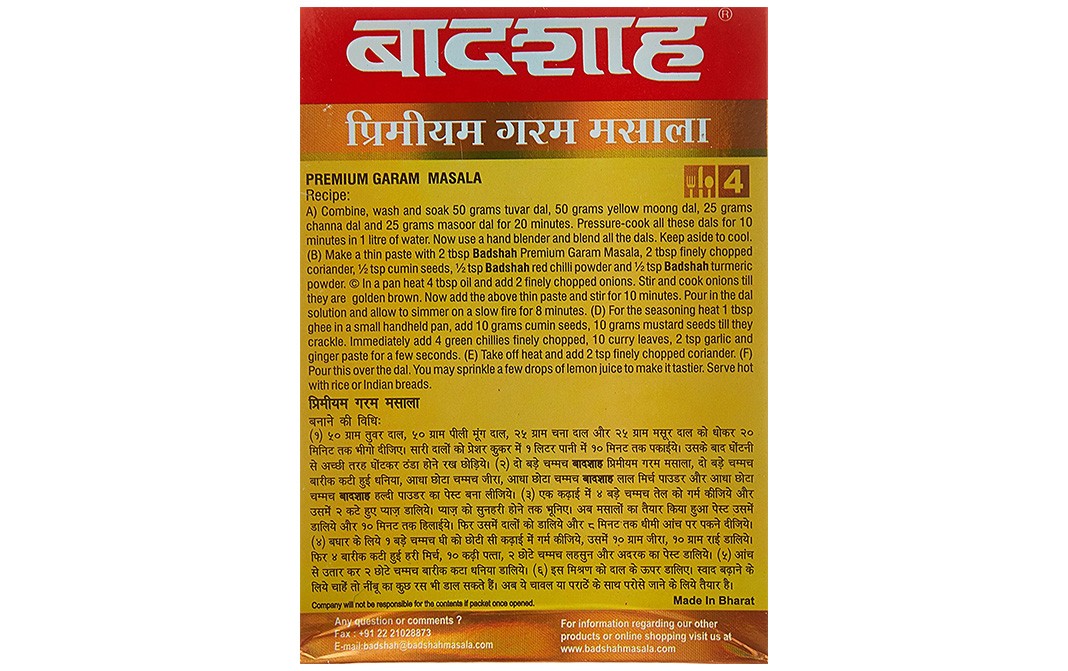 बादशाह ®
प्रिमीयम गरम मसाला
PREMIUM GARAM MASALA
4
Recipe:
A) Combine, wash and soak 50 grams tuvar dal, 50 grams yellow moong dal, 25 grams
channa dal and 25 grams masoor dal for 20 minutes. Pressure-cook all these dals for 10
minutes in 1 litre of water. Now use a hand blender and blend all the dals. Keep aside to cool.
(B) Make a thin paste with 2 tbsp Badshah Premium Garam Masala, 2 tbsp finely chopped
coriander, ½ tsp cumin seeds, ½ tsp Badshah red chilli powder and ½ tsp Badshah turmeric
powder. © In a pan heat 4 tbsp oil and add 2 finely chopped onions. Stir and cook onions till
they are golden brown. Now add the above thin paste and stir for 10 minutes. Pour in the dal
solution and allow to simmer on a slow fire for 8 minutes. (D) For the seasoning heat 1 tbsp
ghee in a small handheld pan, add 10 grams cumin seeds, 10 grams mustard seeds till they
crackle. Immediately add 4 green chillies finely chopped, 10 curry leaves, 2 tsp garlic and
ginger paste for a few seconds. (E) Take off heat and add 2 tsp finely chopped coriander. (F)
Pour this over the dal. You may sprinkle a few drops of lemon juice to make it tastier. Serve hot
with rice or Indian breads.
प्रिमीयम गरम मसाला
बनाने की विधि:
(१) ५० ग्राम तुवर दाल, ५० ग्राम पीली मूंग दाल, २५ ग्राम चना दाल और २५ ग्राम मसूर दाल को धोकर २०
मिनिट तक भीगो दीजिए। सारी दालों को प्रेशर कुकर में १ लिटर पानी में १० मिनट तक पकाईये। उसके बाद घोंटनी
से अच्छी तरह घोंटकर ठंडा होने रख छोड़िये। (२) दो बड़े चम्मच बादशाह प्रिमीयम गरम मसाला, दो बड़े चम्मच
बारीक कटी हुई धनिया, आधा छोटा चम्मच जीरा, आधा छोटा चम्मच बादशाह लाल मिर्च पाउडर और आधा छोटा
चम्मच बादशाह हल्दी पाउडर का पेस्ट बना लीजिये। (३) एक कढ़ाई में ४ बड़े चम्मच तेल को गर्म कीजिये और
उसमें २ कटे हुए प्याज़ डालिये। प्याज़ को सुनहरी होने तक भूनिए। अब मसालों का तैयार किया हुआ पेस्ट उसमें
डालिये और १० मिनट तक हिलाईये। फिर उसमें दालों को डालिये और ८ मिनट तक धीमी आंच पर पकने दीजिये।
(४) बघार के लिये १ बड़े चम्मच घी को छोटी सी कढ़ाई में गर्म कीजिये, उसमें १० ग्राम जीरा, १० ग्राम राई डालिये।
फिर ४ बारीक कटी हुई हरी मिर्च, १० कढ़ी पत्ता, २ छोटे चम्मच लहसुन और अदरक का पेस्ट डालिये। (५) आंच
से उतार कर २ छोटे चम्मच बारीक कटा धनिया डालिये। (६) इस मिश्रण को दाल के ऊपर डालिए। स्वाद बढ़ाने के
लिये चाहें तो नींबू का कुछ रस भी डाल सकते हैं। अब ये चावल या पराठें के साथ परोसे जाने के लिये तैयार है।
Company will not be responsible for the contents if packet once opened.
Made In Bharat
Any question or comments ?
Fax : +91 22 21028873
E-mail:badshah@badshahmasala.com
For information regarding our other
products or online shopping visit us at
www.badshahmasala.com